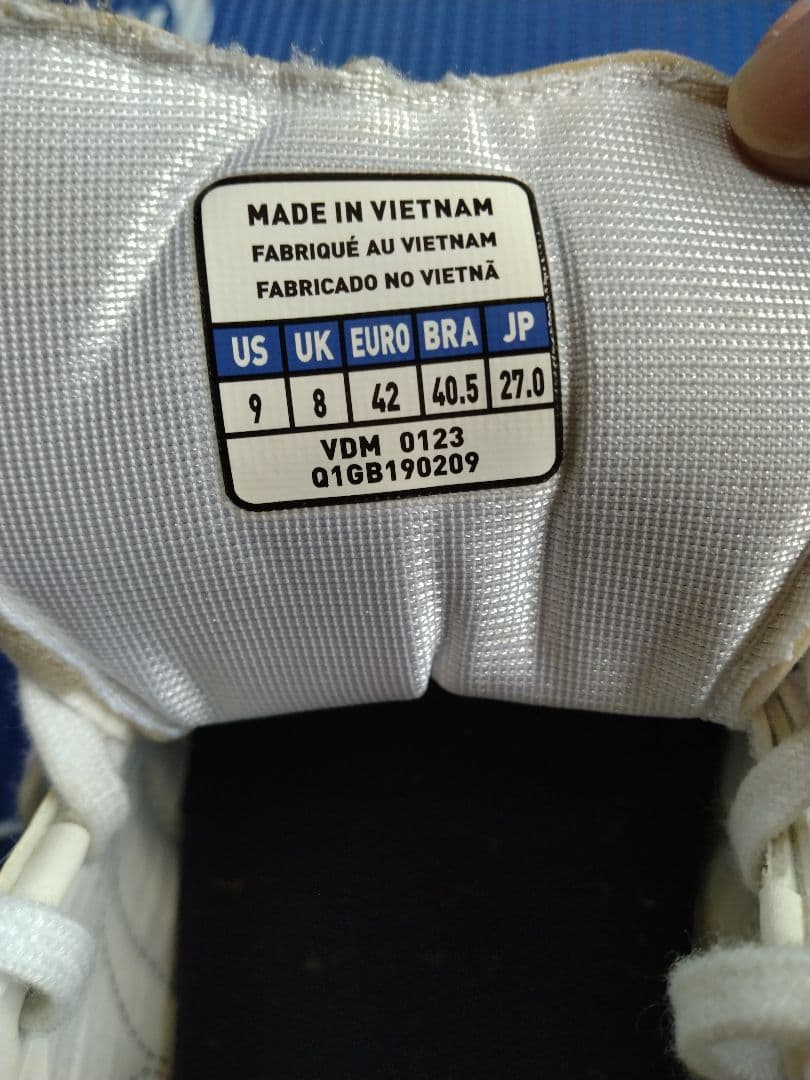 MADE IN VIETNAM
FABRIQUÉ AU VIETNAM
FABRICADO NO VIETNÃ
US UK EURO BRA JP
9 8 42 40.5 27.0
VDM 0123
Q1GB190209